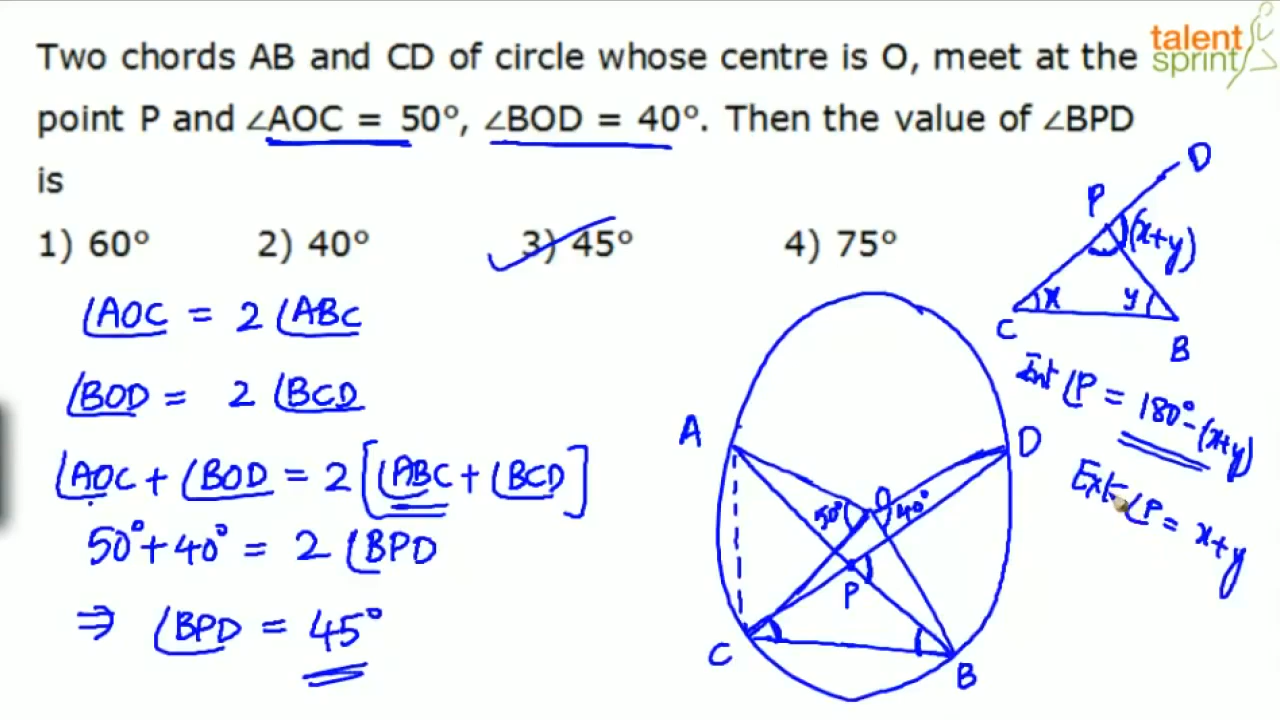 talent
sprint
Two chords AB and CD of circle whose centre is O, meet at the
point P and ∠AOC = 50°, ∠BOD = 40°. Then the value of ∠BPD
is
1) 60° 2) 40° 3) 45° 4) 75°
∠AOC = 2 ∠ABC
∠BOD = 2 ∠BCD
∠AOC + ∠BOD = 2 [∠ABC + ∠BCD]
50° + 40° = 2 ∠BPD
⇒ ∠BPD = 45°
D
P
(x+y)
x y
C
B
Int ∠P = 180° - (x+y)
Ext ∠P = x+y
A
D
O
50° 40°
P
C
B